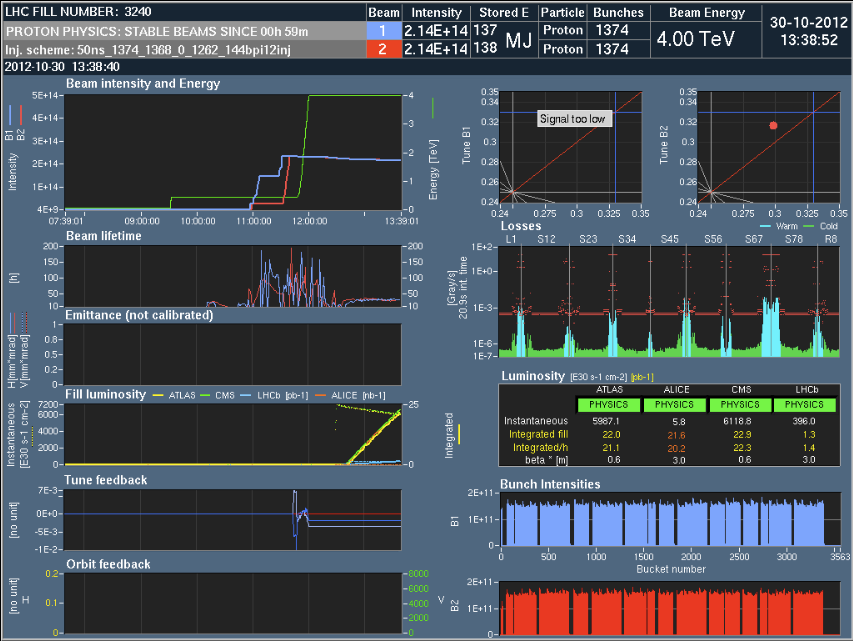 LHC FILL NUMBER: 3240
Beam Intensity Stored E Particle Bunches Beam Energy
PROTON PHYSICS: STABLE BEAMS SINCE 00h 59m
1 2.14E+14 137 Proton 1374
Inj. scheme: 50ns_1374_1368_0_1262_144bpi12inj
2 2.14E+14 138 MJ Proton 1374
4.00 TeV
30-10-2012
13:38:52
2012-10-30 13:38:40
Beam intensity and Energy
B1
B2
Intensity
5E+14
4E+14
3E+14
2E+14
1E+14
4E+9
4
3
2
1
0
Energy [TeV]
07:39:01 09:00:00 10:00:00 11:00:00 12:00:00 13:39:01
Tune B1
0.35
0.34
0.32
0.3
0.28
0.26
0.24
Signal too low
0.24 0.275 0.3 0.325 0.35
Tune B2
0.35
0.34
0.32
0.3
0.28
0.26
0.24
0.24 0.275 0.3 0.325 0.35
Beam lifetime
[h]
200
150
100
50
10
200
150
100
50
10
Losses
Warm Cold
L1 S12 S23 S34 S45 S56 S67 S78 R8
[Gray/s]
20.9s int. time
1E+2
1E+0
1E-3
1E-6
1E-7
Emittance (not calibrated)
H[mm*mrad]
V[mm*mrad]
1
0.8
0.5
0.2
0
Fill luminosity ATLAS CMS LHCb [pb-1] ALICE [nb-1]
Instantaneous
[E30 s-1 cm-2]
7200
6000
4000
2000
0
25
0
Integrated
Luminosity [E30 s-1 cm-2] [pb-1]
ATLAS ALICE CMS LHCb
PHYSICS PHYSICS PHYSICS PHYSICS
Instantaneous 5987.1 5.8 6118.8 396.0
Integrated fill 22.0 21.6 22.9 1.3
Integrated/h 21.1 20.2 22.3 1.4
beta * [m] 0.6 3.0 0.6 3.0
Tune feedback
[no unit]
7E-3
0E+0
-5E-3
-1E-2
Bunch Intensities
B1
2E+11
1E+11
0
0 500 1000 1500 2000 2500 3000 3563
Bucket number
Orbit feedback
[no unit]
H
0.2
0.1
0
8000
6000
4000
2000
0
V
B2
2E+11
1E+11
0